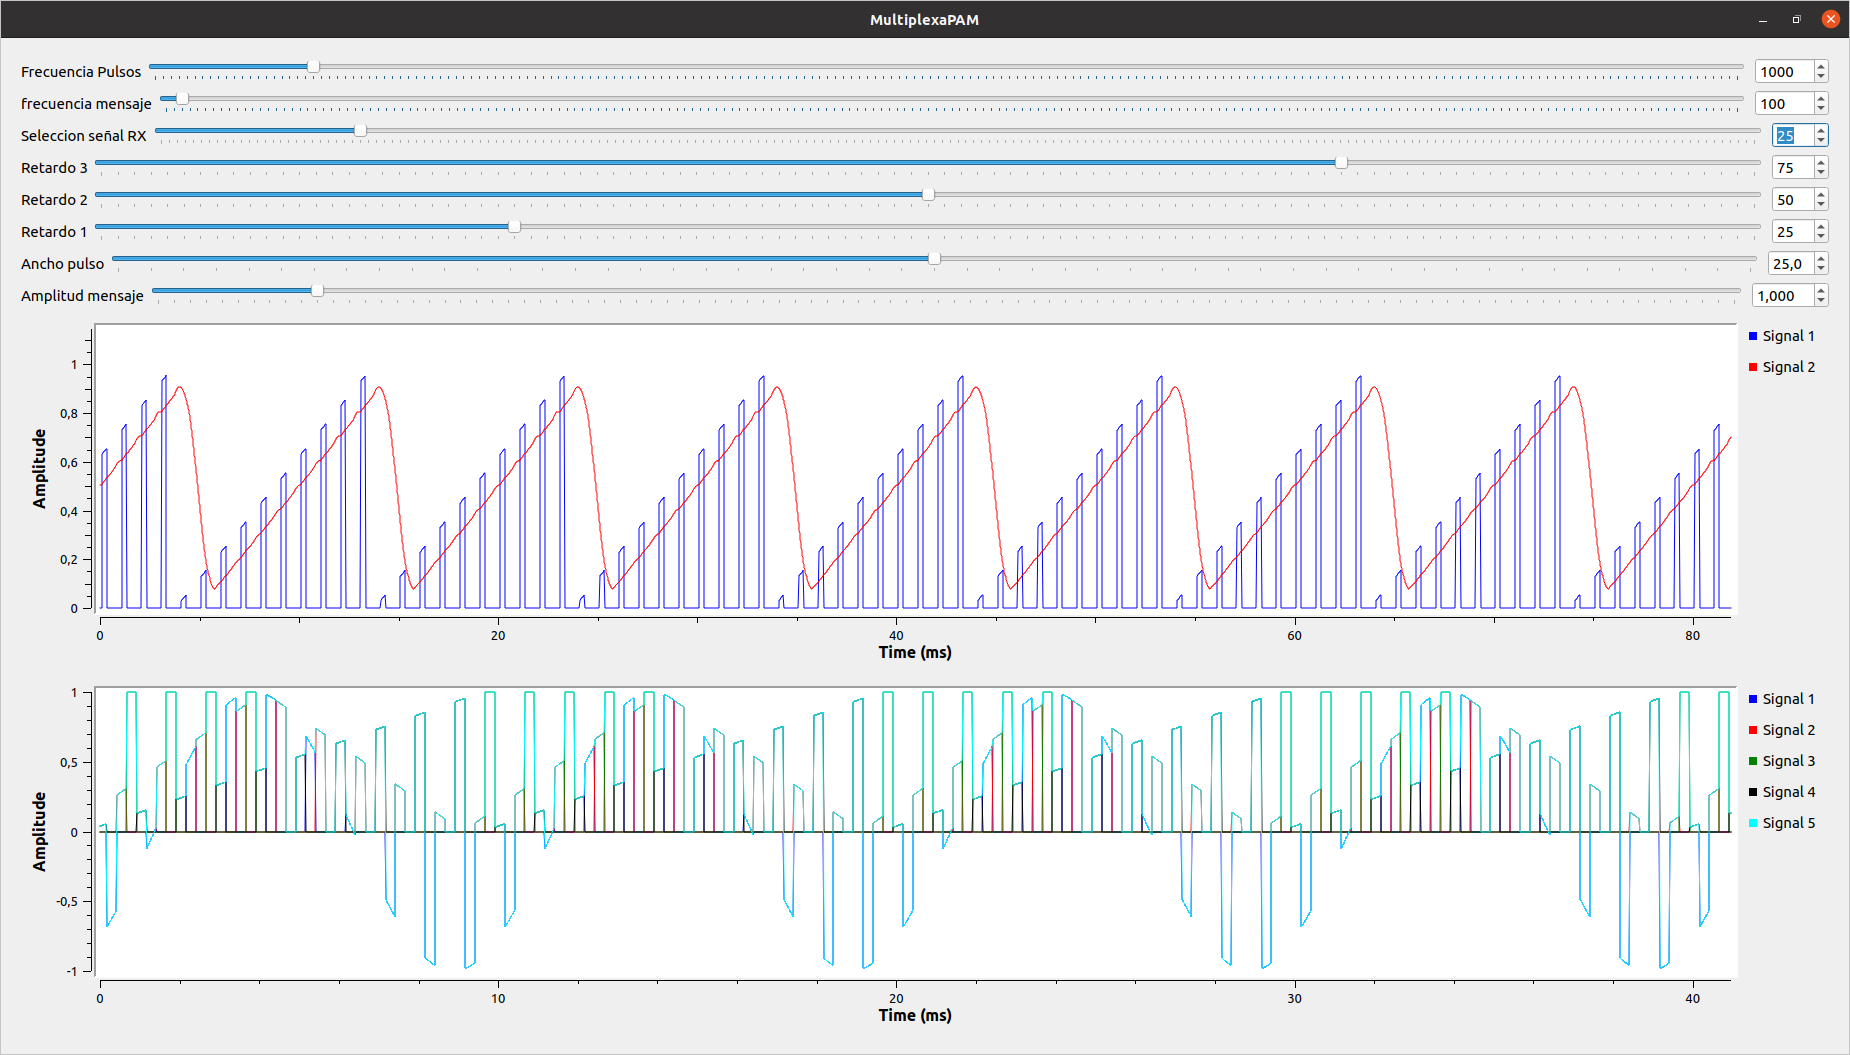 MultiplexaPAM
Frecuencia Pulsos 1000
frecuencia mensaje 100
Seleccion señal RX 25
Retardo 3 75
Retardo 2 50
Retardo 1 25
Ancho pulso 25,0
Amplitud mensaje 1,000
Signal 1
Signal 2
Amplitude
1
0,8
0,6
0,4
0,2
0
0 20 40 60 80
Time (ms)
Signal 1
Signal 2
Signal 3
Signal 4
Signal 5
Amplitude
1
0,5
0
-0,5
-1
0 10 20 30 40
Time (ms)